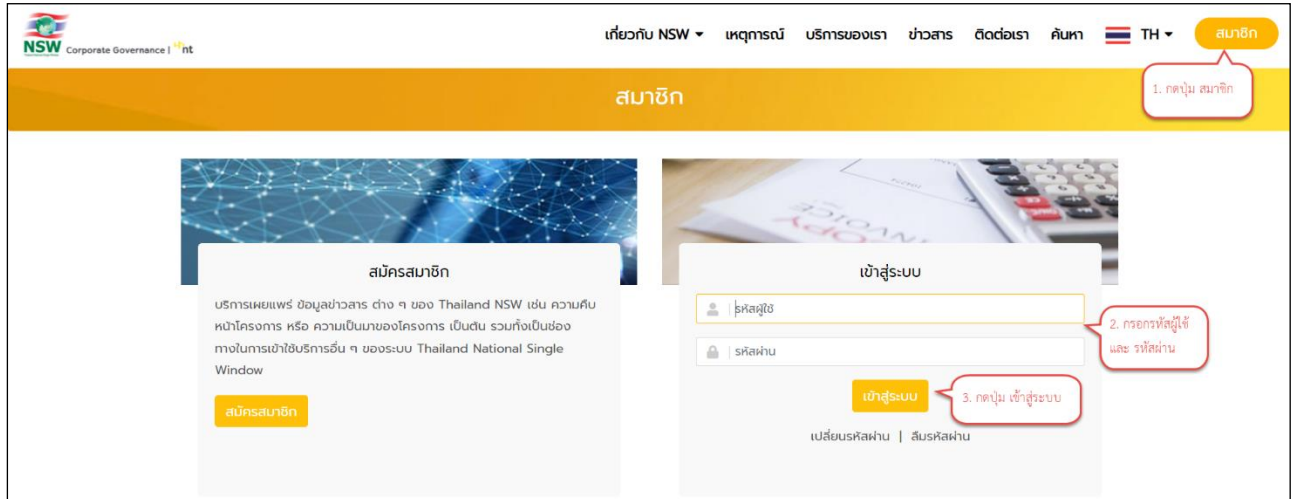 NSW Corporate Governance | nt
เกี่ยวกับ NSW เหตุการณ์ บริการของเรา ข่าวสาร ติดต่อเรา ค้นหา TH สมาชิก
1. กดปุ่ม สมาชิก
สมาชิก
สมัครสมาชิก
บริการเผยแพร่ ข้อมูลข่าวสาร ต่าง ๆ ของ Thailand NSW เช่น ความคืบ
หน้าโครงการ หรือ ความเป็นมาของโครงการ เป็นต้น รวมทั้งเป็นช่อง
ทางในการเข้าใช้บริการอื่น ๆ ของระบบ Thailand National Single
Window
สมัครสมาชิก
INVOICE
COPY
เข้าสู่ระบบ
รหัสผู้ใช้
รหัสผ่าน
2. กรอกรหัสผู้ใช้
และ รหัสผ่าน
เข้าสู่ระบบ
3. กดปุ่ม เข้าสู่ระบบ
เปลี่ยนรหัสผ่าน | ลืมรหัสผ่าน